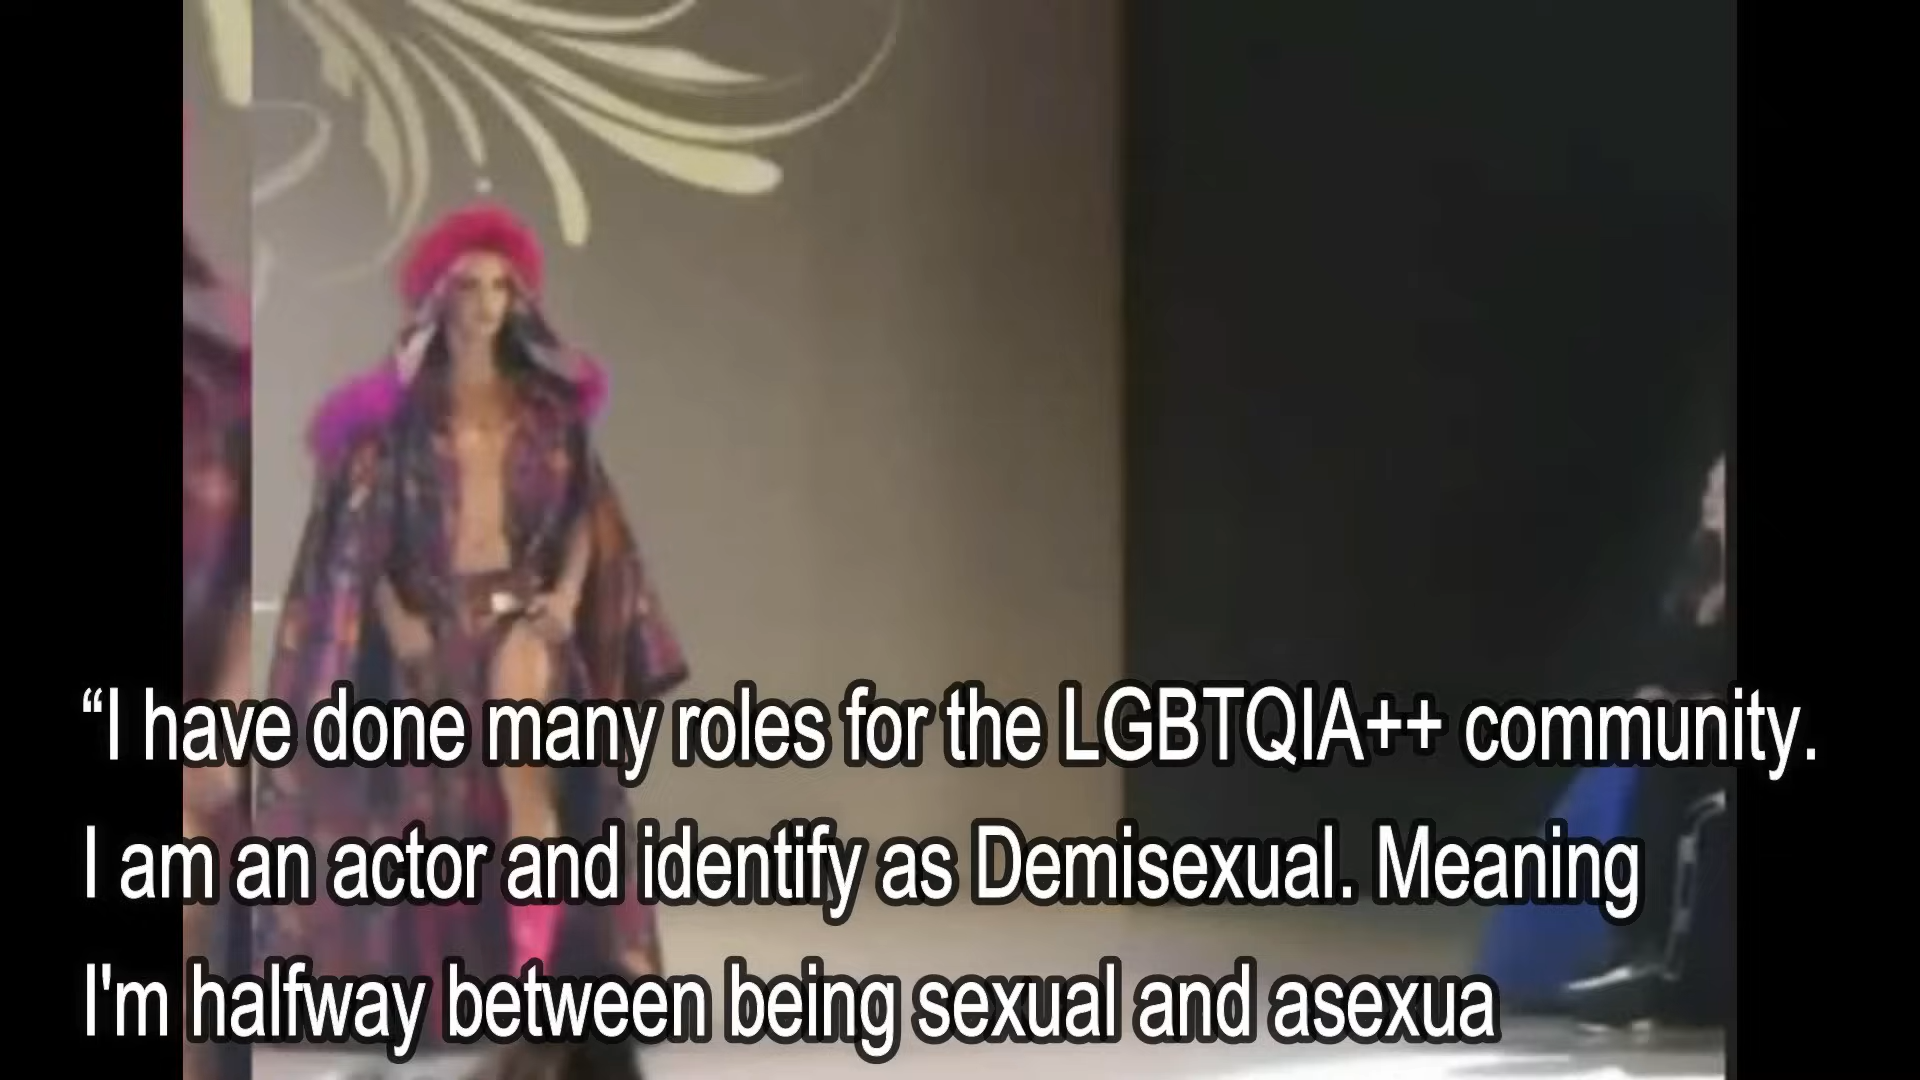 “I have done many roles for the LGBTQIA++ community.
I am an actor and identify as Demisexual. Meaning
I'm halfway between being sexual and asexua